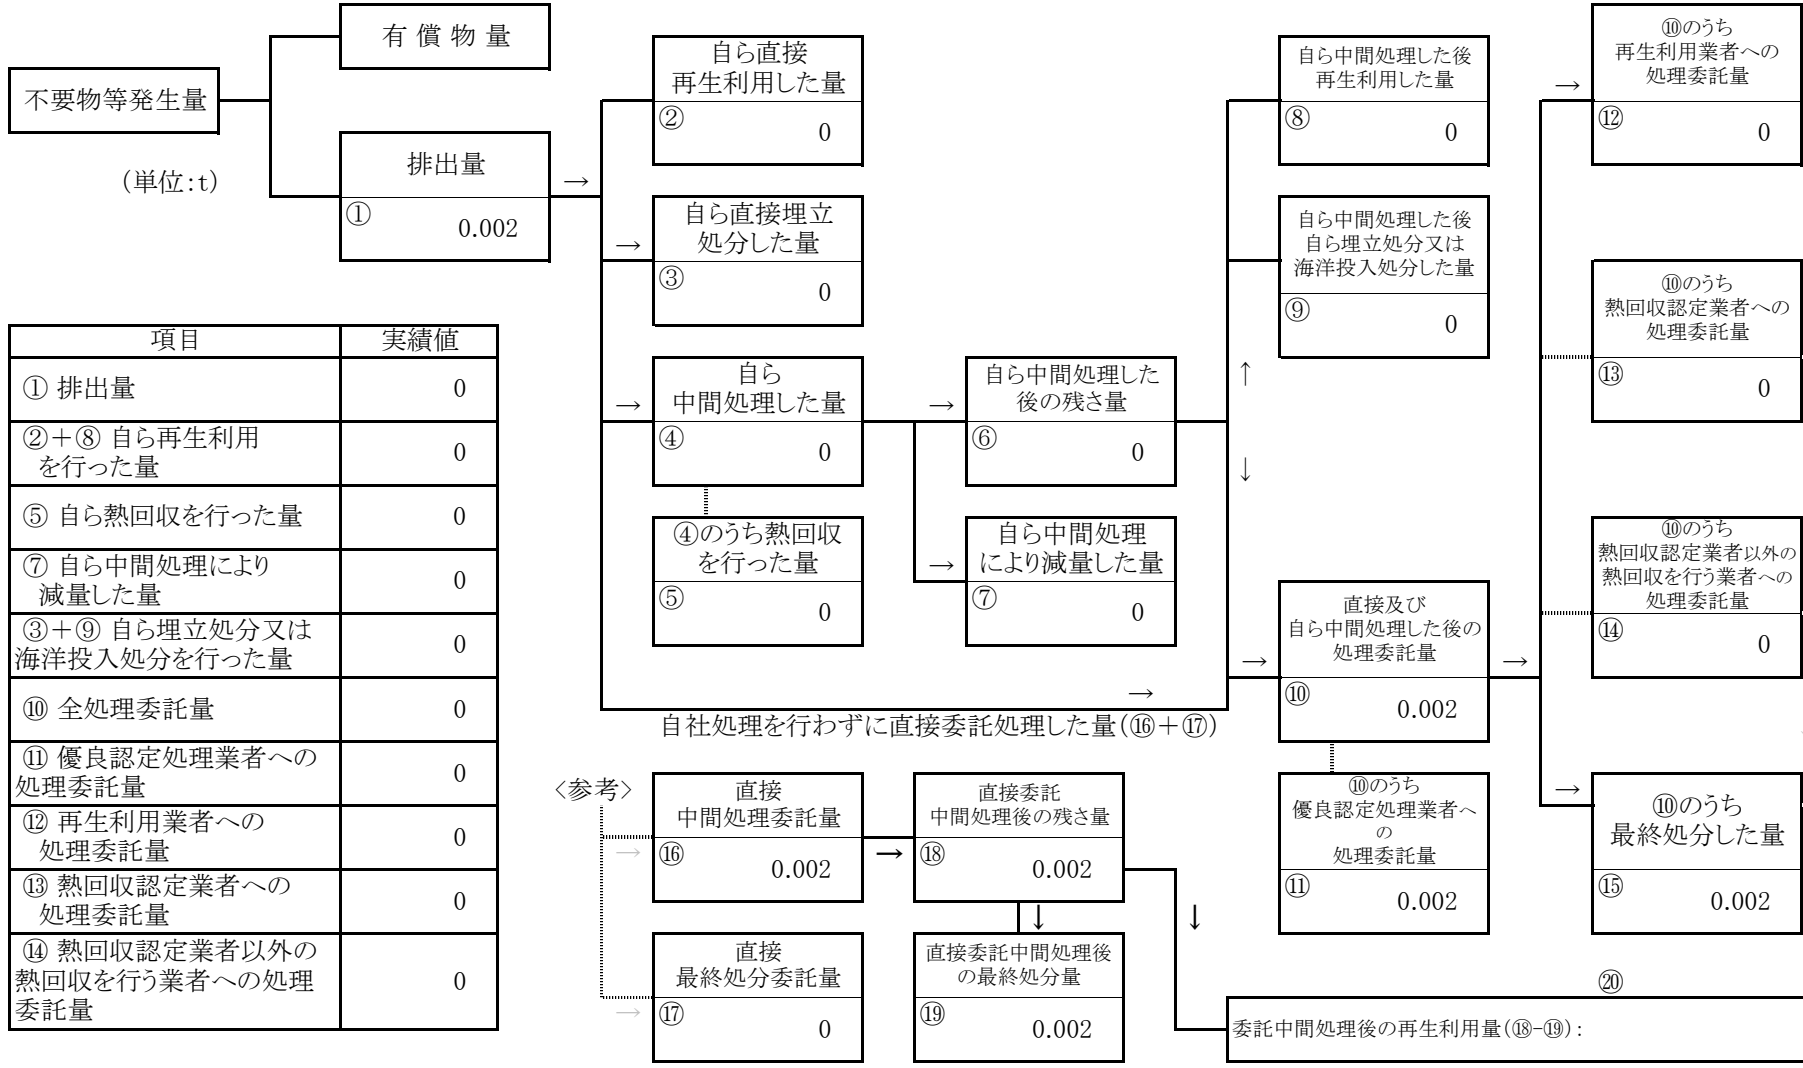 不要物等発生量
(単位:t)
有 償 物 量
排出量
①
0.002
→
自ら直接
再生利用した量
②
0
→
自ら直接埋立
処分した量
③
0
→
自ら
中間処理した量
④
0
④のうち熱回収
を行った量
⑤
0
→
自ら中間処理した
後の残さ量
⑥
0
→
自ら中間処理
により減量した量
⑦
0
↑
↓
自ら中間処理した後
再生利用した量
⑧
0
自ら中間処理した後
自ら埋立処分又は
海洋投入処分した量
⑨
0
→
自社処理を行わずに直接委託処理した量(⑯+⑰)
→
直接及び
自ら中間処理した後の
処理委託量
⑩
0.002
⑩のうち
優良認定処理業者へ
の
処理委託量
⑪
0.002
→
→
⑩のうち
再生利用業者への
処理委託量
⑫
0
⑩のうち
熱回収認定業者への
処理委託量
⑬
0
⑩のうち
熱回収認定業者以外の
熱回収を行う業者への
処理委託量
⑭
0
→
⑩のうち
最終処分した量
⑮
0.002
項目 実績値
① 排出量 0
②+⑧ 自ら再生利用
を行った量 0
⑤ 自ら熱回収を行った量 0
⑦ 自ら中間処理により
減量した量 0
③+⑨ 自ら埋立処分又は
海洋投入処分を行った量 0
⑩ 全処理委託量 0
⑪ 優良認定処理業者への
処理委託量 0
⑫ 再生利用業者への
処理委託量 0
⑬ 熱回収認定業者への
処理委託量 0
⑭ 熱回収認定業者以外の
熱回収を行う業者への処理
委託量 0
<参考>
→
直接
中間処理委託量
⑯
0.002
→
直接委託
中間処理後の残さ量
⑱
0.002
↓
↓
→
直接
最終処分委託量
⑰
0
直接委託中間処理後
の最終処分量
⑲
0.002
⑳
委託中間処理後の再生利用量(⑱-⑲):